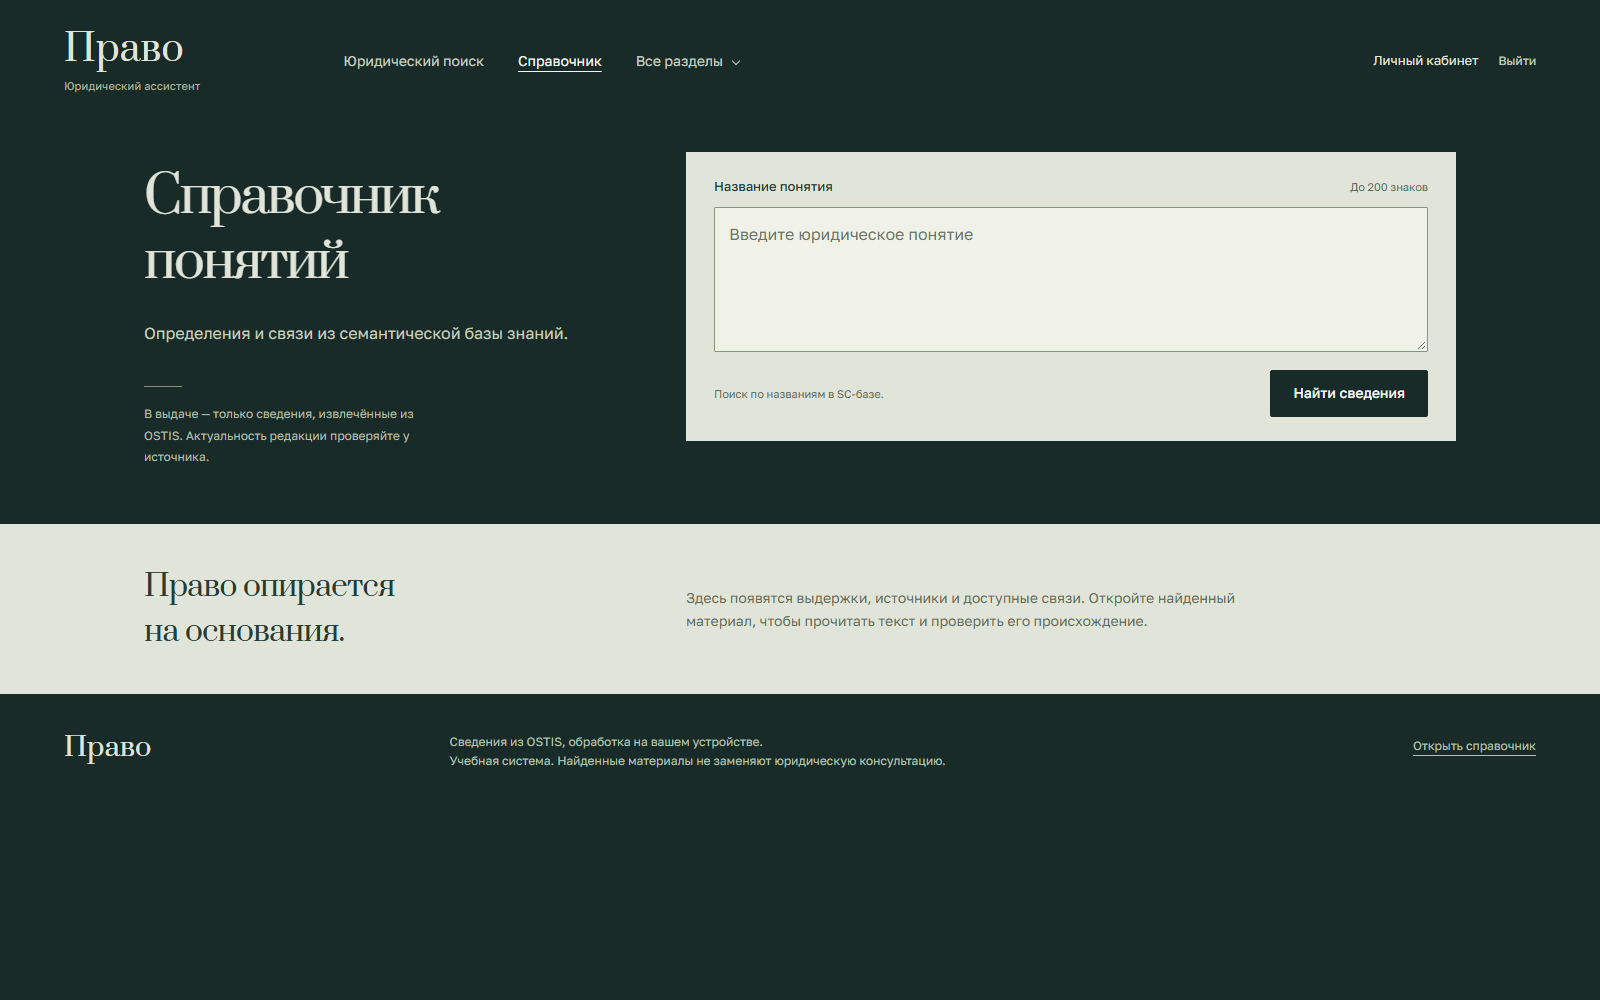 Право
Юридический ассистент
Юридический поиск
Справочник
Все разделы
Личный кабинет
Выйти
Справочник
понятий
Определения и связи из семантической базы знаний.
В выдаче — только сведения, извлечённые из
OSTIS. Актуальность редакции проверяйте у
источника.
Название понятия
До 200 знаков
Введите юридическое понятие
Поиск по названиям в SC-базе.
Найти сведения
Право опирается
на основания.
Здесь появятся выдержки, источники и доступные связи. Откройте найденный
материал, чтобы прочитать текст и проверить его происхождение.
Право
Сведения из OSTIS, обработка на вашем устройстве.
Учебная система. Найденные материалы не заменяют юридическую консультацию.
Открыть справочник